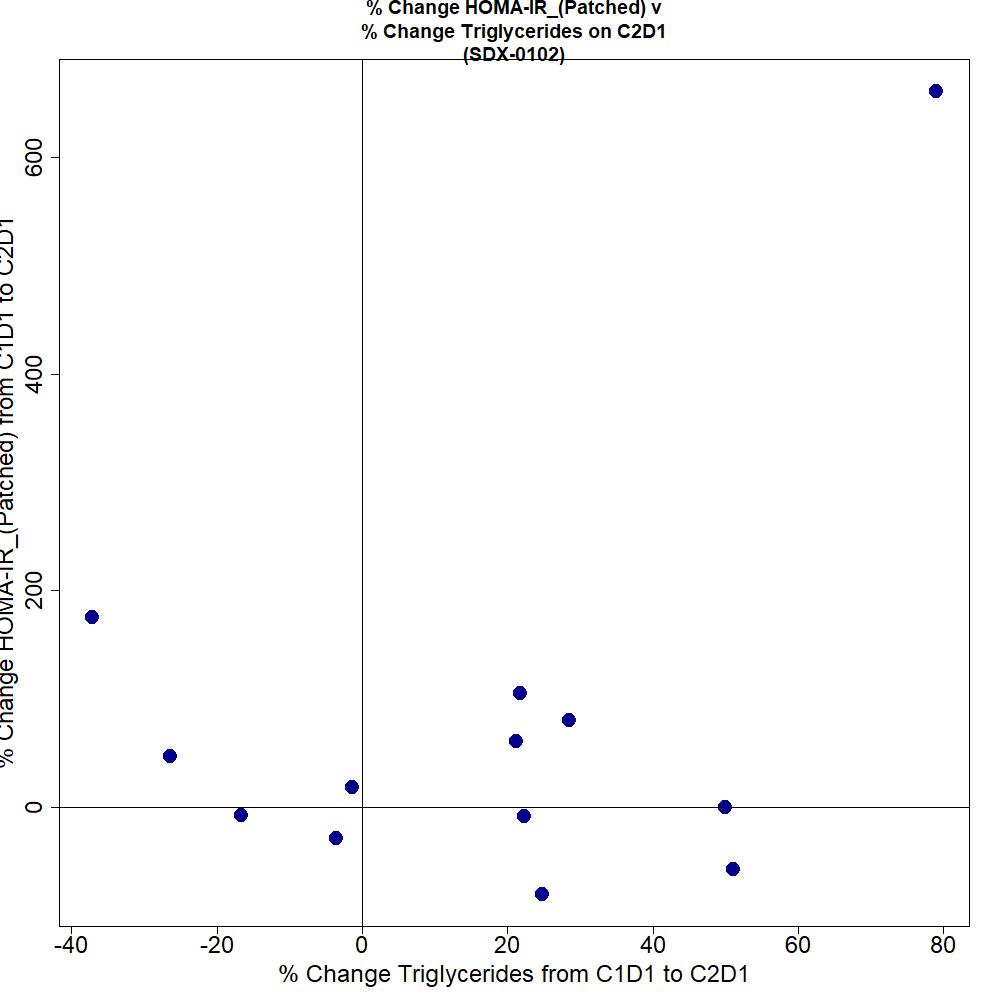 % Change HOMA-IR_(Patched) v
% Change Triglycerides on C2D1
(SDX-0102)
% Change HOMA-IR_(Patched) from C1D1 to C2D1
600
400
200
0
-40 -20 0 20 40 60 80
% Change Triglycerides from C1D1 to C2D1